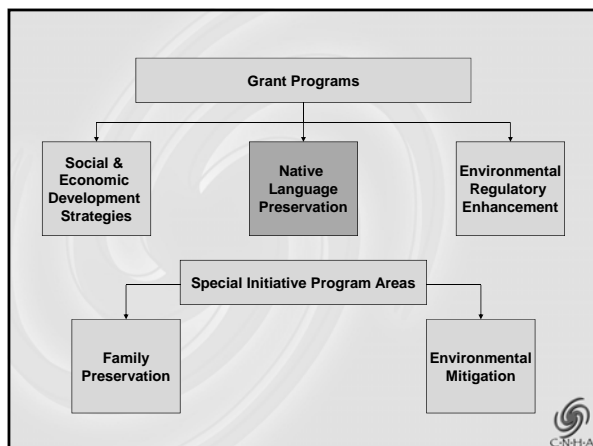 Grant Programs
Social &
Economic
Development
Strategies
Native
Language
Preservation
Environmental
Regulatory
Enhancement
Special Initiative Program Areas
Family
Preservation
Environmental
Mitigation
C·N·H·A